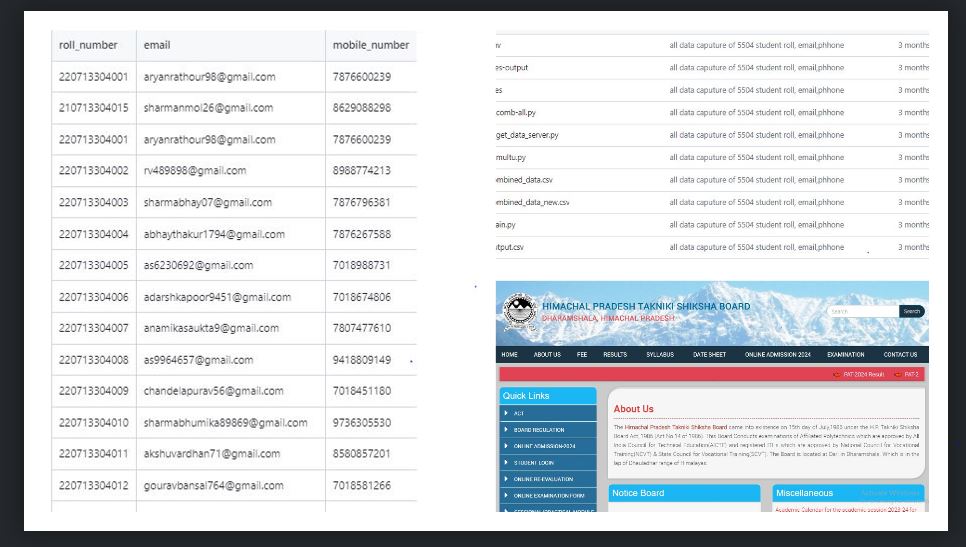 roll_number email mobile_number
220713304001 aryanrathour98@gmail.com 7876600239
210713304015 sharmanmol26@gmail.com 8629088298
220713304001 aryanrathour98@gmail.com 7876600239
220713304002 rv489898@gmail.com 8988774213
220713304003 sharmabhay07@gmail.com 7876796381
220713304004 abhaythakur1794@gmail.com 7876267588
220713304005 as6230692@gmail.com 7018988731
220713304006 adarshkapoor9451@gmail.com 7018674806
220713304007 anamikasaukta9@gmail.com 7807477610
220713304008 as9964657@gmail.com 9418809149
220713304009 chandelapurav56@gmail.com 7018451180
220713304010 sharmabhumika89869@gmail.com 9736305530
220713304011 akshuvardhan71@gmail.com 8580857201
220713304012 gouravbansal764@gmail.com 7018581266
all data caputure of 5504 student roll, email,phhone 3 months
es-output all data caputure of 5504 student roll, email,phhone 3 months
es all data caputure of 5504 student roll, email,phhone 3 months
comb-all.py all data caputure of 5504 student roll, email,phhone 3 months
get_data_server.py all data caputure of 5504 student roll, email,phhone 3 months
multu.py all data caputure of 5504 student roll, email,phhone 3 months
mbined_data.csv all data caputure of 5504 student roll, email,phhone 3 months
mbined_data_new.csv all data caputure of 5504 student roll, email,phhone 3 months
ain.py all data caputure of 5504 student roll, email,phhone 3 months
tput.csv all data caputure of 5504 student roll, email,phhone 3 months
HIMACHAL PRADESH TAKNIKI SHIKSHA BOARD
DHARAMSHALA, HIMACHAL PRADESH
Search Search
HOME ABOUT US FEE RESULTS SYLLABUS DATE SHEET ONLINE ADMISSION 2024 EXAMINATION CONTACT US
PAT-2024 Result PAT-2
Quick Links
ACT
BOARD REGULATION
ONLINE ADMISSION-2024
STUDENT LOGIN
ONLINE RE-EVALUATION
ONLINE EXAMINATION FORM
About Us
The Himachal Pradesh Takniki Shiksha Board came into existence on 15th day of July,1986 under the H.P. Takniki Shiksha
Board Act, 1986 (Act No.14 of 1986). This Board Conducts examinations of Affiliated Polytechnics which are approved by All
India Council for Technical Education(AICTE) and registered ITI s which are approved by National Council for Vocational
Training(NCVT) & State Council for Vocational Training(SCVT). The Board is located at Dari in Dharamshala. Which is in the
lap of Dhauladhar range of Himalayas.
Notice Board
Miscellaneous
Activate Windows
Academic Calendar for the academic session 2023-24 for